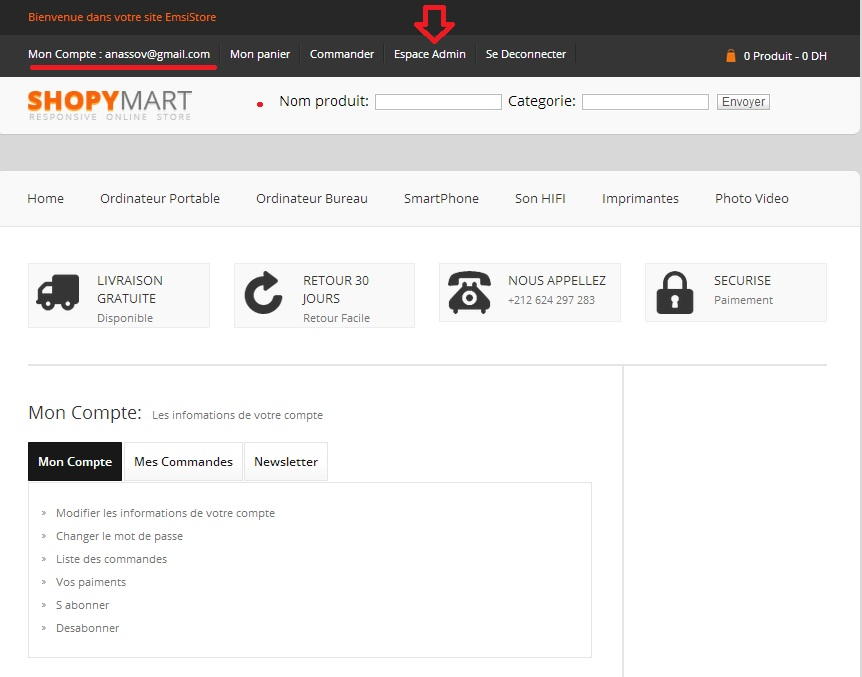 Bienvenue dans votre site EmsiStore
Mon Compte : anassov@gmail.com Mon panier Commander Espace Admin Se Deconnecter 0 Produit - 0 DH
SHOPYMART
RESPONSIVE ONLINE STORE
Nom produit: Categorie: Envoyer
Home Ordinateur Portable Ordinateur Bureau SmartPhone Son HIFI Imprimantes Photo Video
LIVRAISON
GRATUITE
Disponible
RETOUR 30
JOURS
Retour Facile
NOUS APPELLEZ
+212 624 297 283
SECURISE
Paimement
Mon Compte: Les infomations de votre compte
Mon Compte Mes Commandes Newsletter
» Modifier les informations de votre compte
» Changer le mot de passe
» Liste des commandes
» Vos paiments
» S abonner
» Desabonner